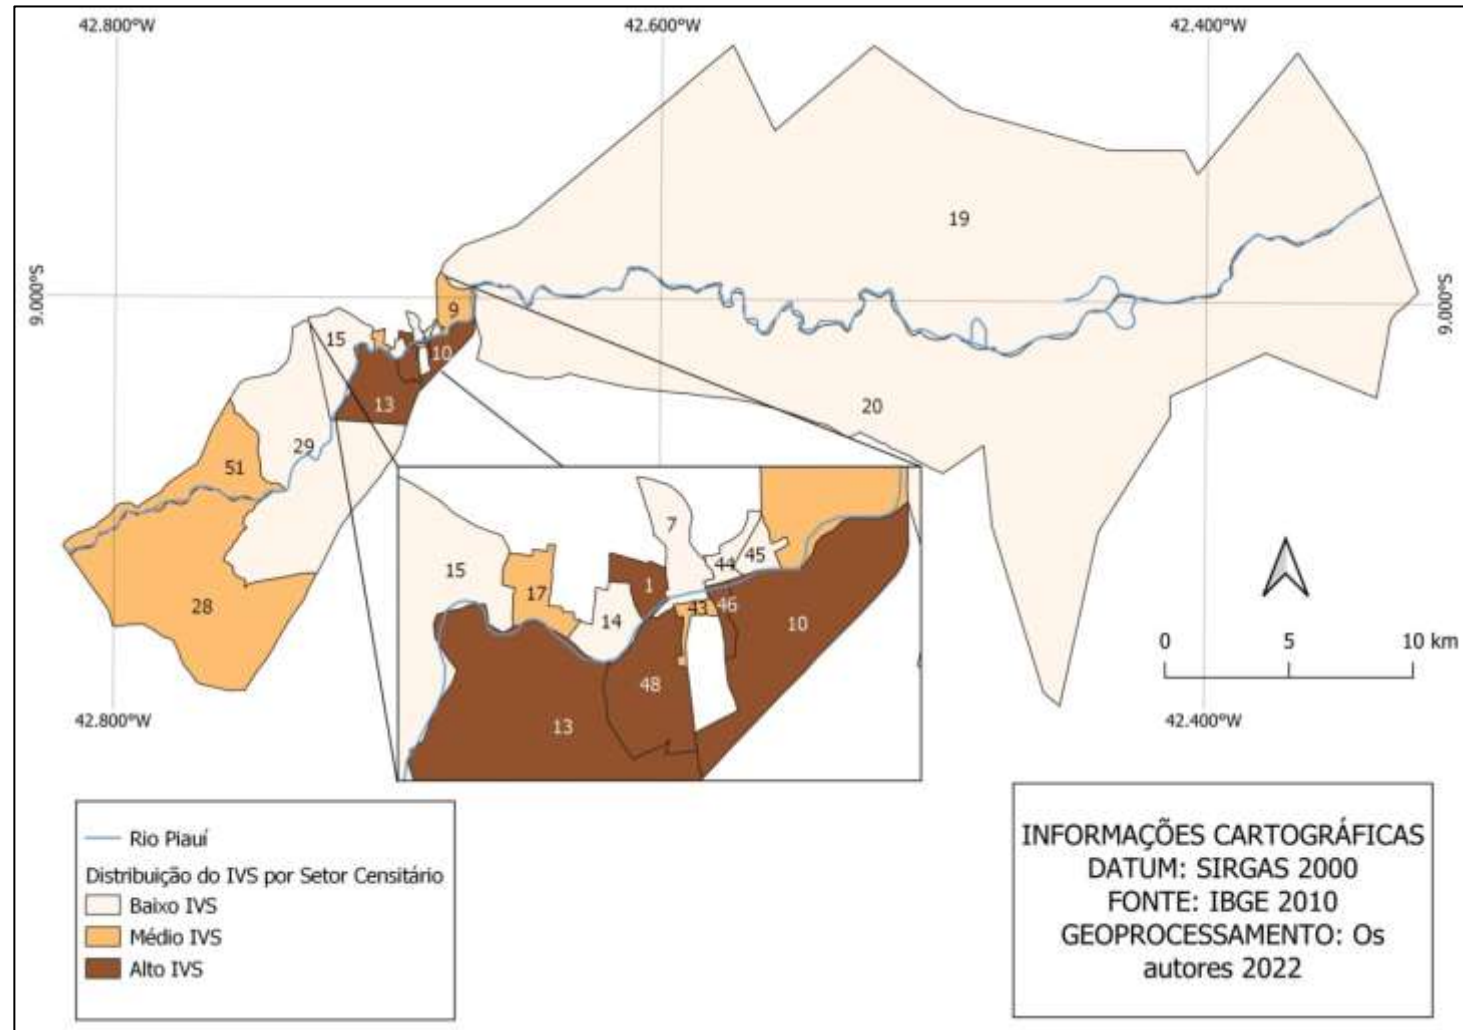 42.800°W
42.600°W
42.400°W
19
9.000°S
9.000°S
9
15
10
20
13
29
51
7
45
44
15
17
1
43
46
14
10
28
48
13
0
5
10 km
42.800°W
42.400°W
Rio Piauí
Distribuição do IVS por Setor Censitário
Baixo IVS
Médio IVS
Alto IVS
INFORMAÇÕES CARTOGRÁFICAS
DATUM: SIRGAS 2000
FONTE: IBGE 2010
GEOPROCESSAMENTO: Os
autores 2022